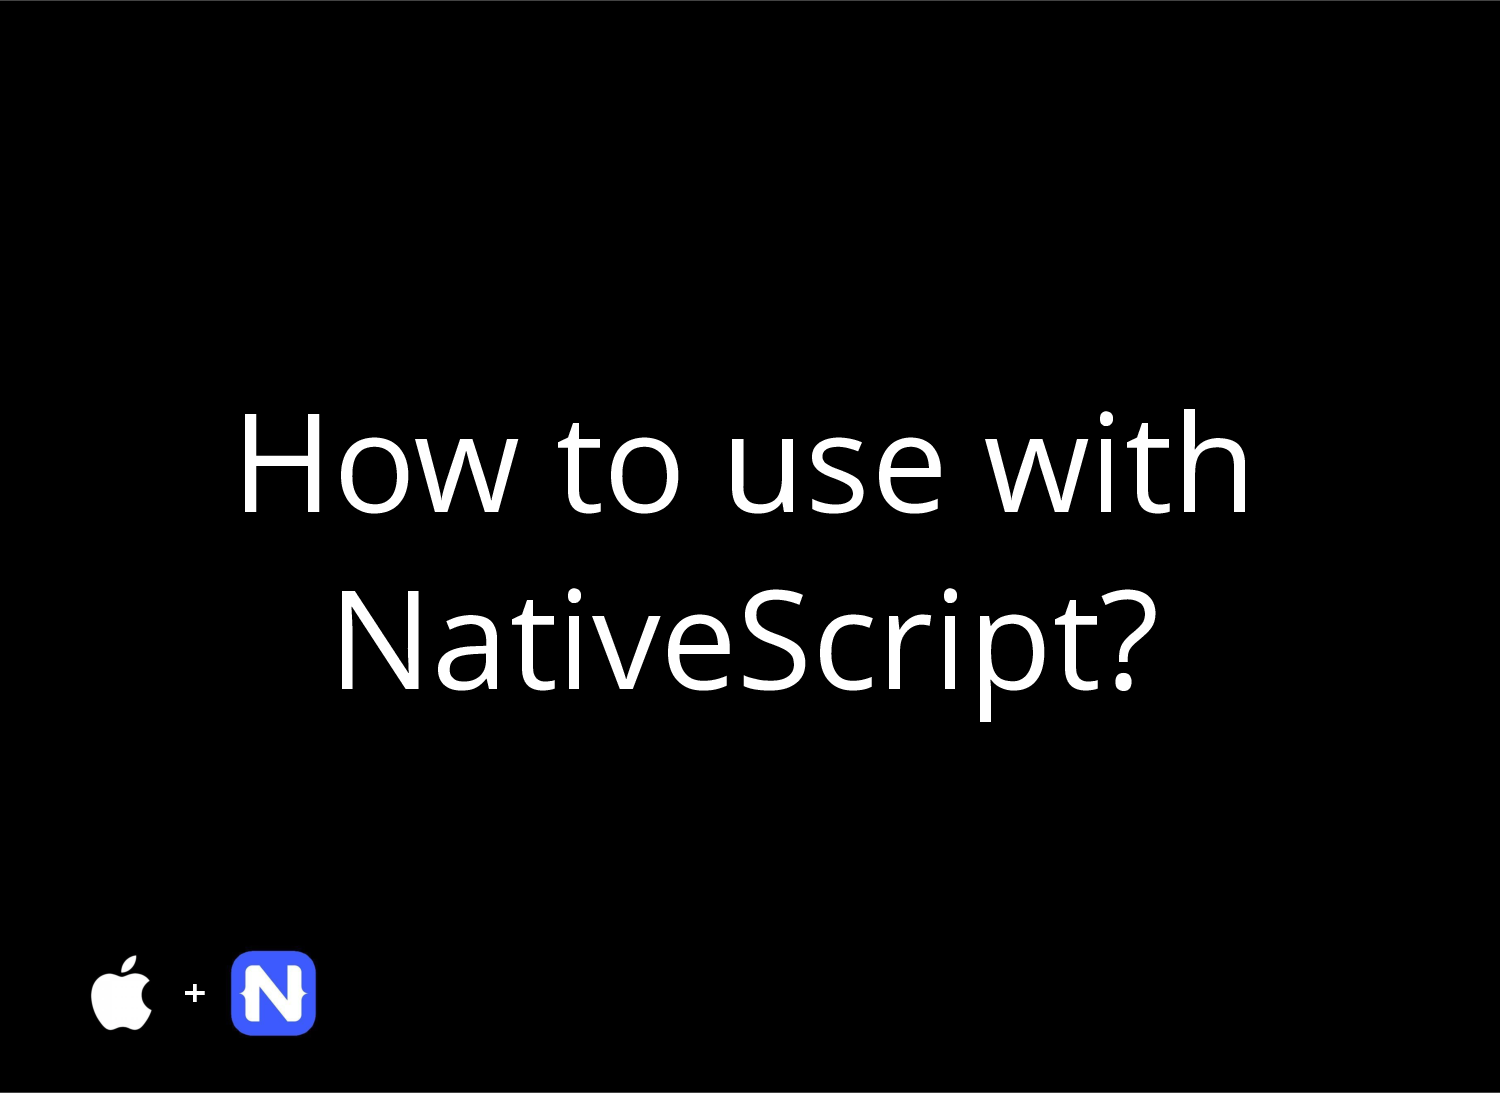 How to use with
NativeScript?
+ N